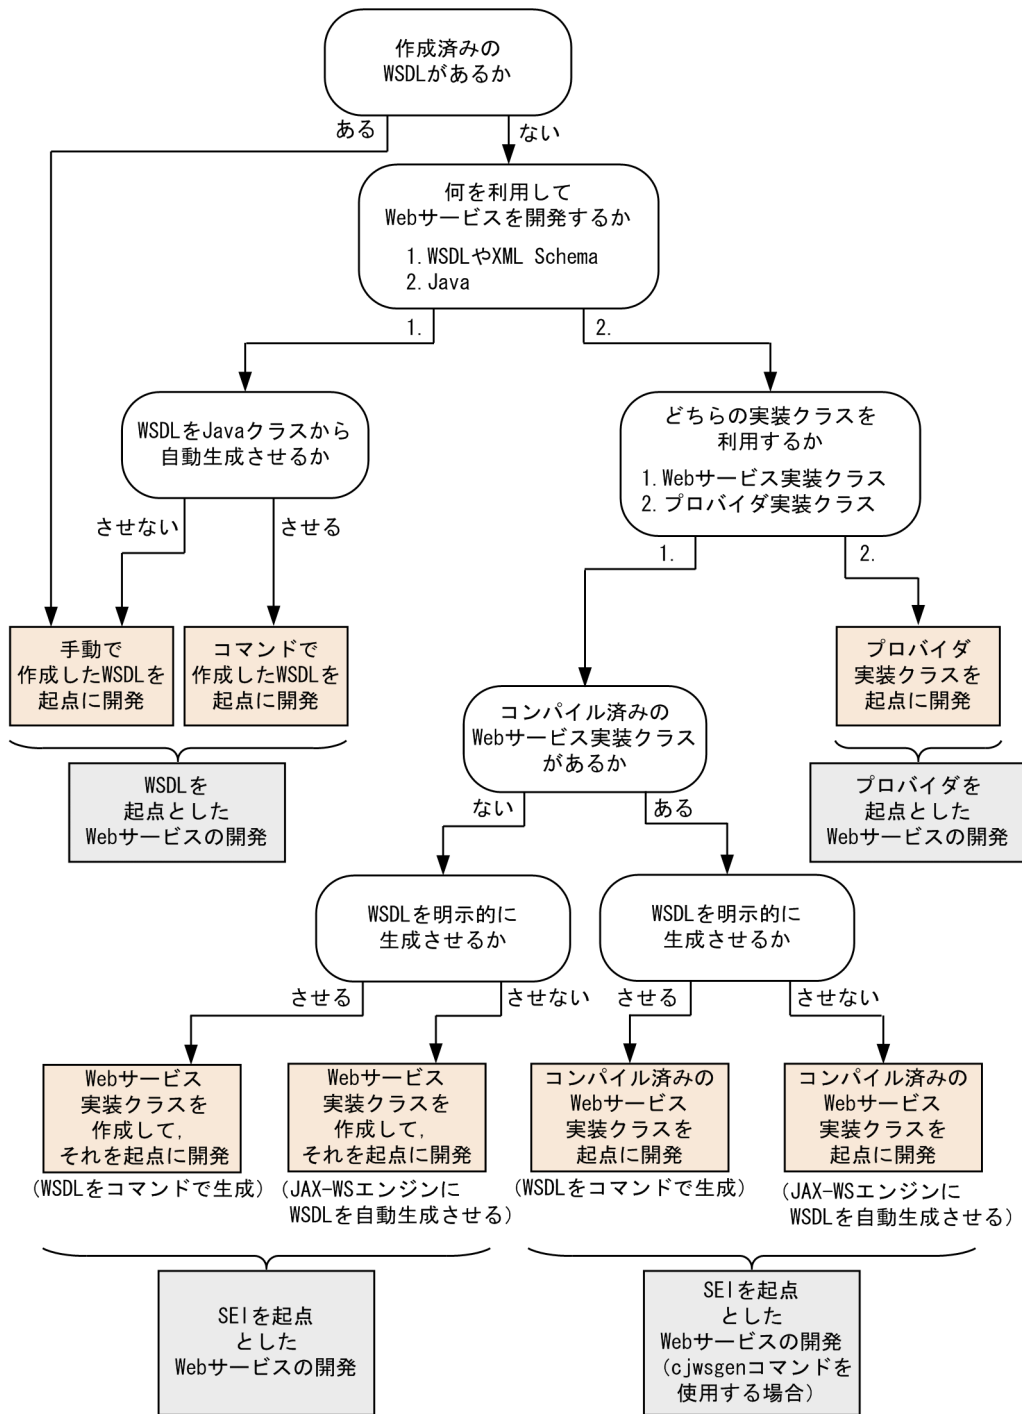 作成済みの
WSDLがあるか
ある
ない
何を利用して
Webサービスを開発するか
1. WSDLやXML Schema
2. Java
1.
2.
WSDLをJavaクラスから
自動生成させるか
どちらの実装クラスを
利用するか
1. Webサービス実装クラス
2. プロバイダ実装クラス
させない
させる
1.
2.
手動で
作成したWSDLを
起点に開発
コマンドで
作成したWSDLを
起点に開発
プロバイダ
実装クラスを
起点に開発
コンパイル済みの
Webサービス実装クラス
があるか
WSDLを
起点とした
Webサービスの開発
プロバイダを
起点とした
Webサービスの開発
ない
ある
WSDLを明示的に
生成させるか
WSDLを明示的に
生成させるか
させる
させない
させる
させない
Webサービス
実装クラスを
作成して,
それを起点に開発
(WSDLをコマンドで生成)
Webサービス
実装クラスを
作成して,
それを起点に開発
(JAX-WSエンジンに
WSDLを自動生成させる)
コンパイル済みの
Webサービス
実装クラスを
起点に開発
(WSDLをコマンドで生成)
コンパイル済みの
Webサービス
実装クラスを
起点に開発
(JAX-WSエンジンに
WSDLを自動生成させる)
SEIを起点
とした
Webサービスの開発
SEIを起点
とした
Webサービスの開発
(cjwsgenコマンドを
使用する場合)